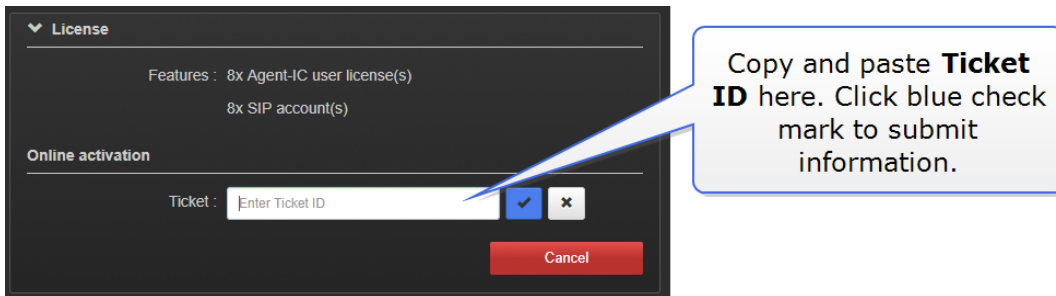 License
Features : 8x Agent-IC user license(s)
8x SIP account(s)
Online activation
Ticket : Enter Ticket ID
Cancel
Copy and paste Ticket
ID here. Click blue check
mark to submit
information.